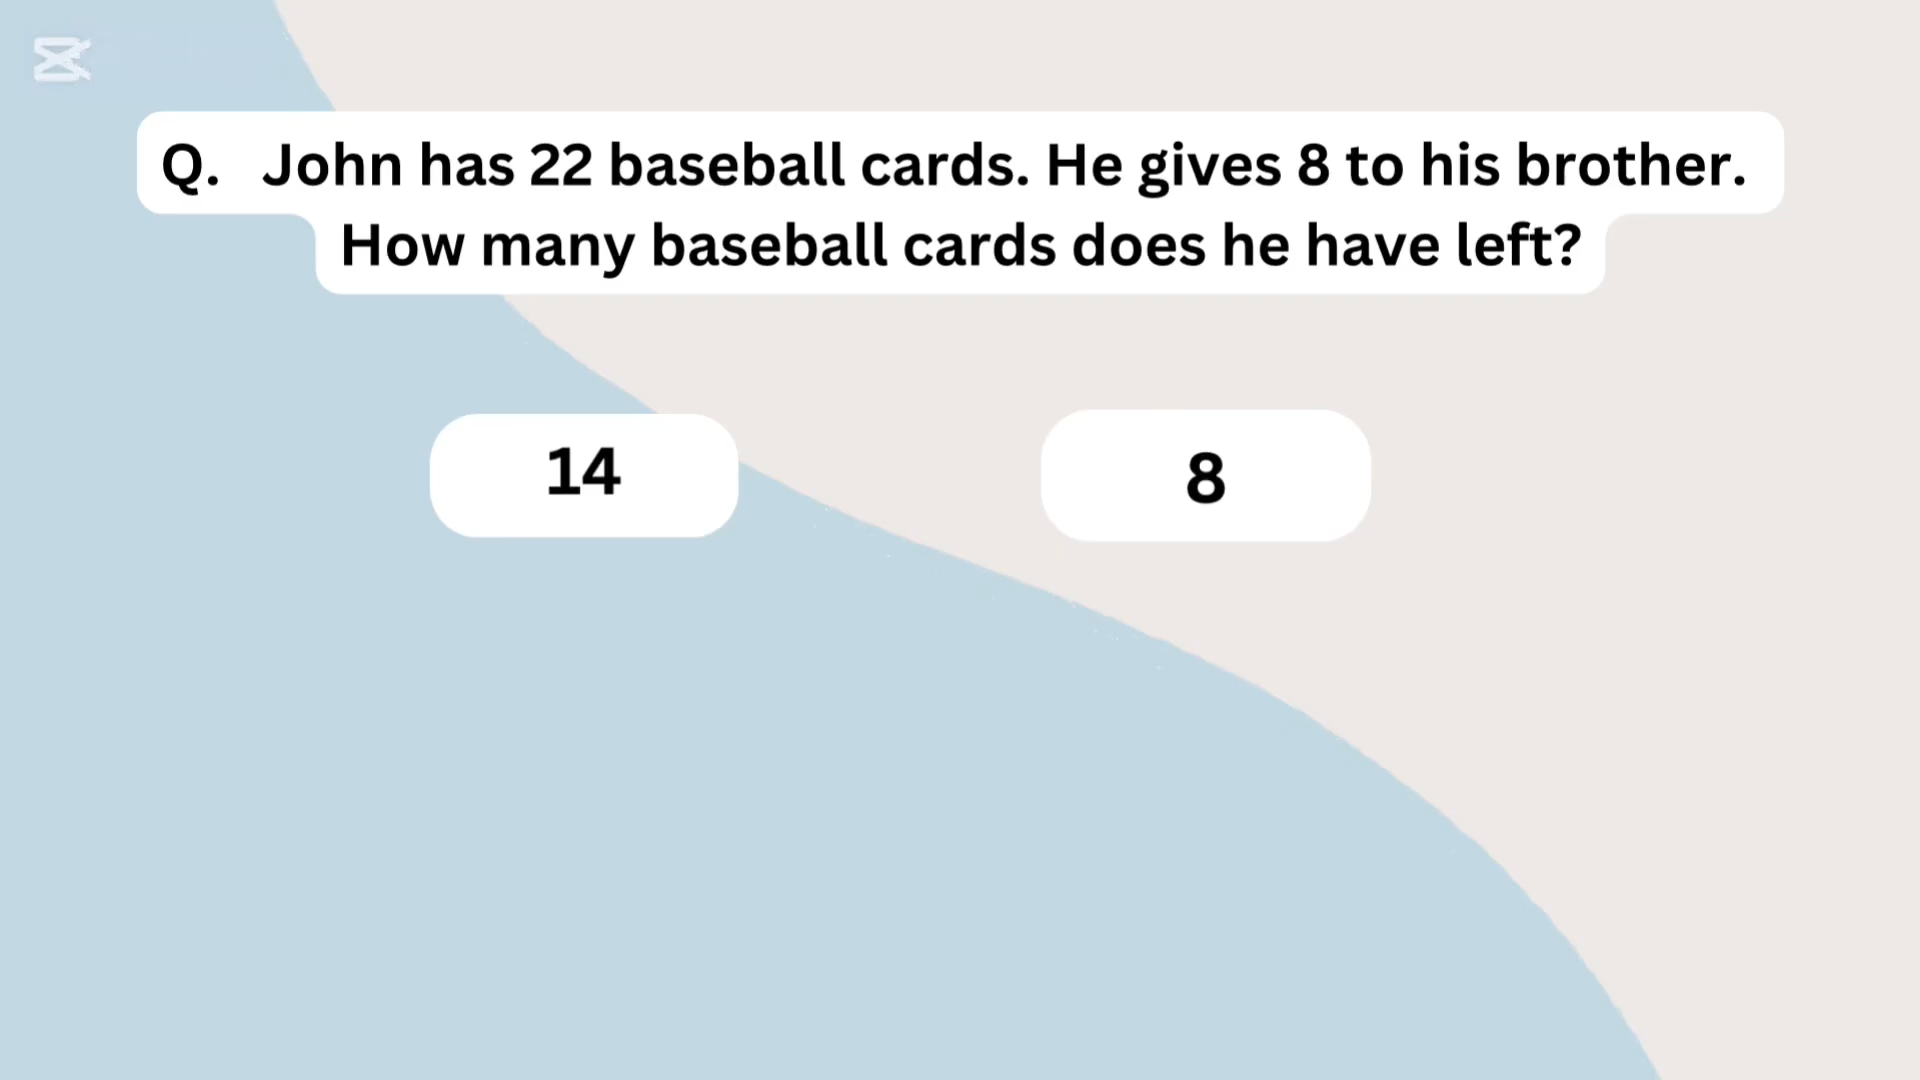 Q. John has 22 baseball cards. He gives 8 to his brother.
How many baseball cards does he have left?
14
8